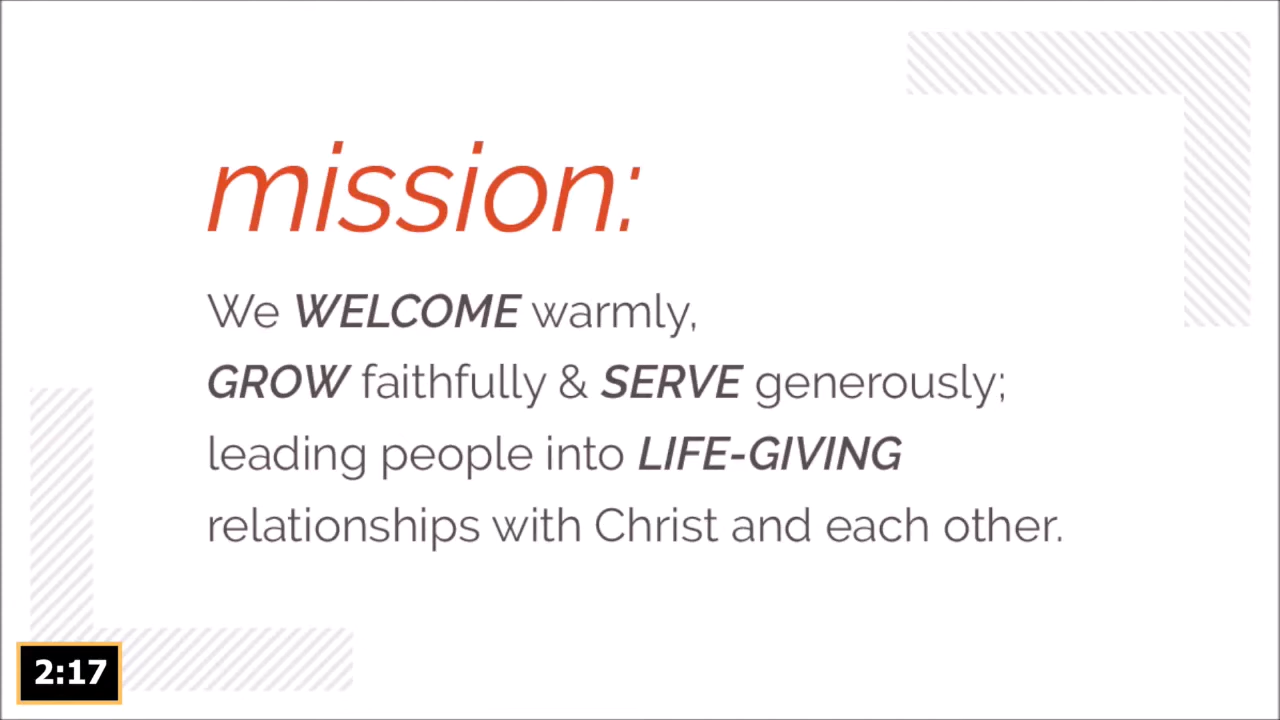 mission:
We WELCOME warmly,
GROW faithfully & SERVE generously;
leading people into LIFE-GIVING
relationships with Christ and each other.
2:17